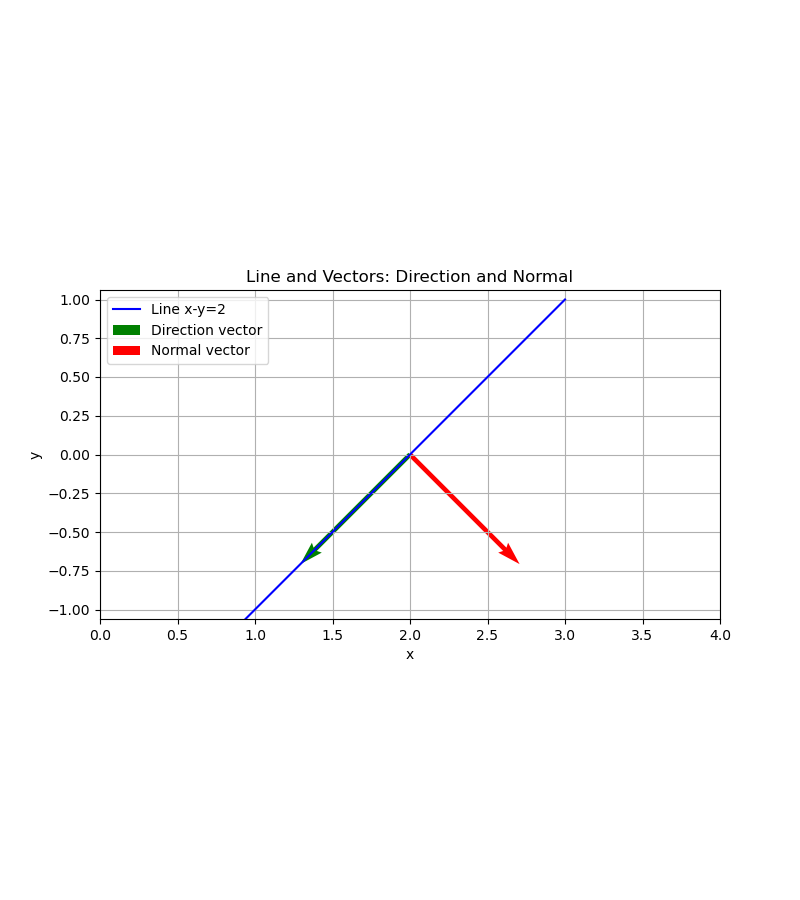 Line and Vectors: Direction and Normal
1.00
0.75
0.50
0.25
0.00
−0.25
−0.50
−0.75
−1.00
y
Line x-y=2
Direction vector
Normal vector
0.0 0.5 1.0 1.5 2.0 2.5 3.0 3.5 4.0
x